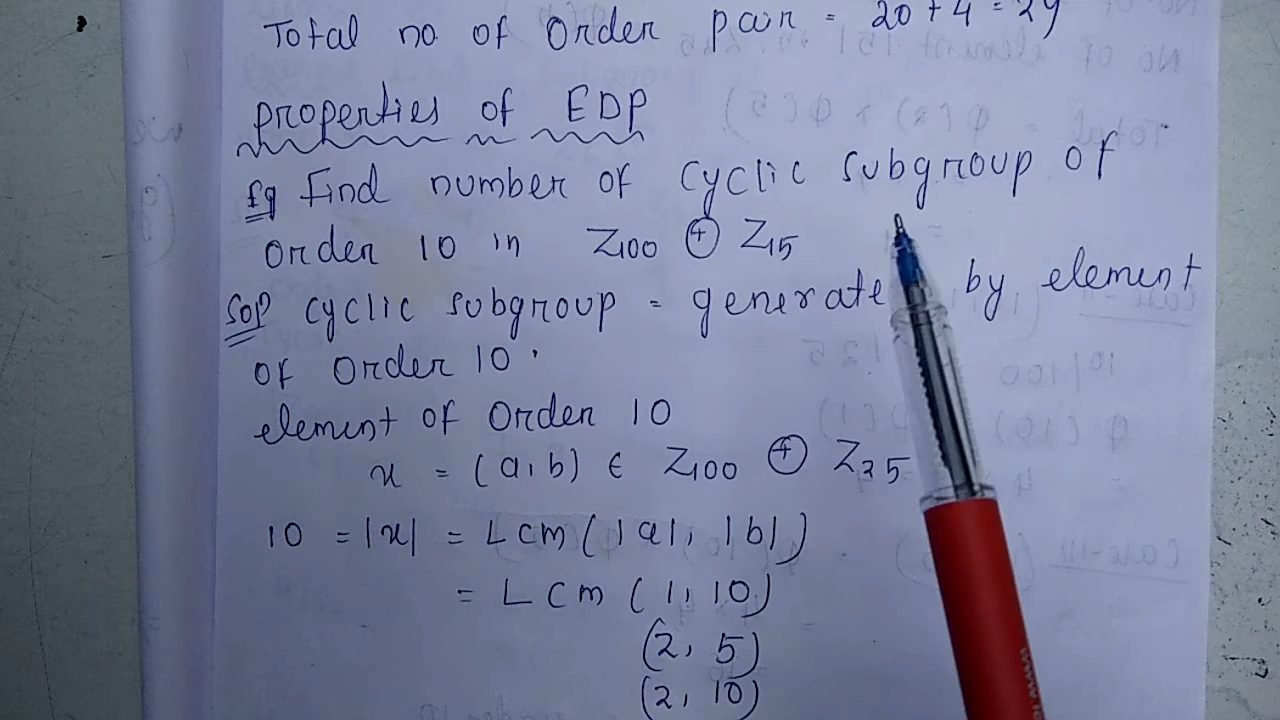 Total no of Order pair = 20 + 4 = 24
properties of EDP
Eg Find number of cyclic subgroup of
order 10 in Z100 ⊕ Z15
Sol cyclic subgroup = generate by element
of order 10.
element of Order 10
x = (a, b) ∈ Z100 ⊕ Z25
10 = |x| = Lcm (|a|, |b|)
= Lcm (1, 10)
(2, 5)
(2, 10)